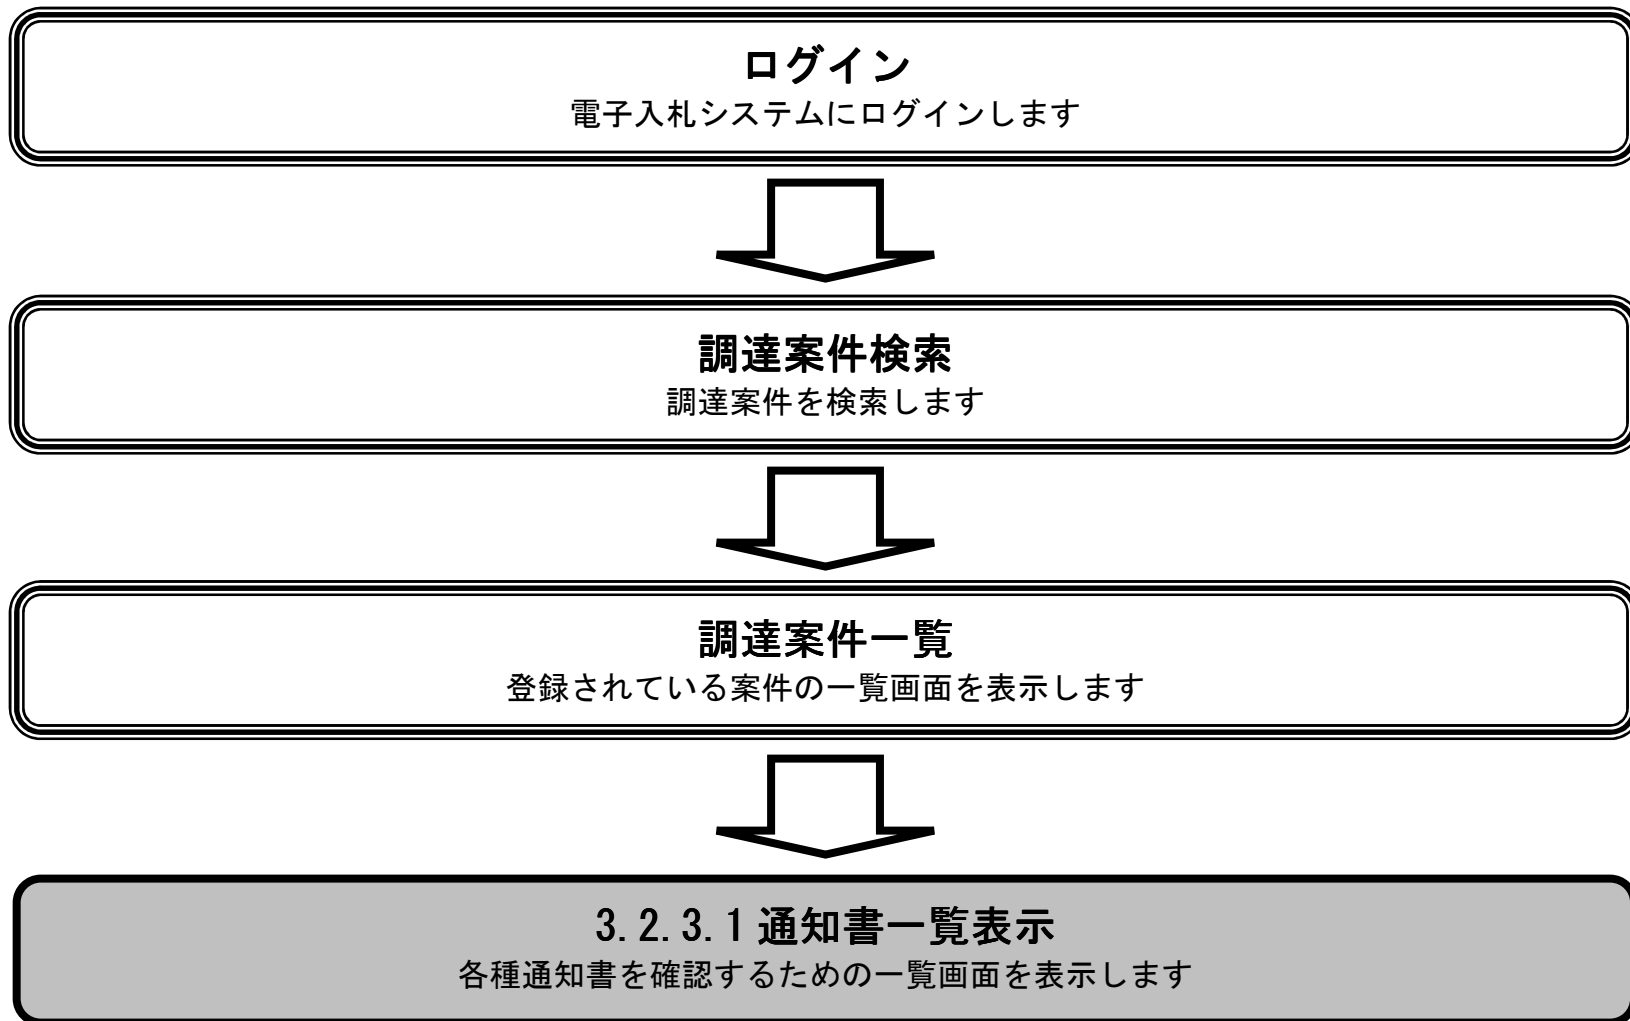 ログイン
電子入札システムにログインします
調達案件検索
調達案件を検索します
調達案件一覧
登録されている案件の一覧画面を表示します
3.2.3.1 通知書一覧表示
各種通知書を確認するための一覧画面を表示します